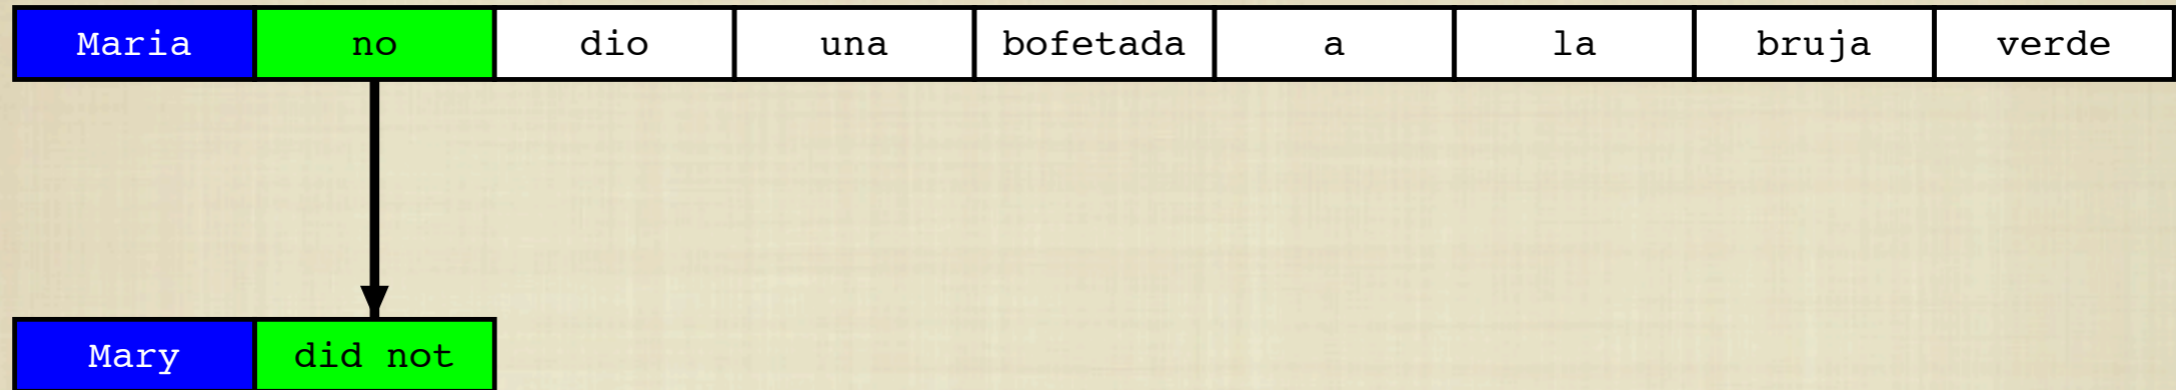 Maria no dio una bofetada a la bruja verde
Mary did not